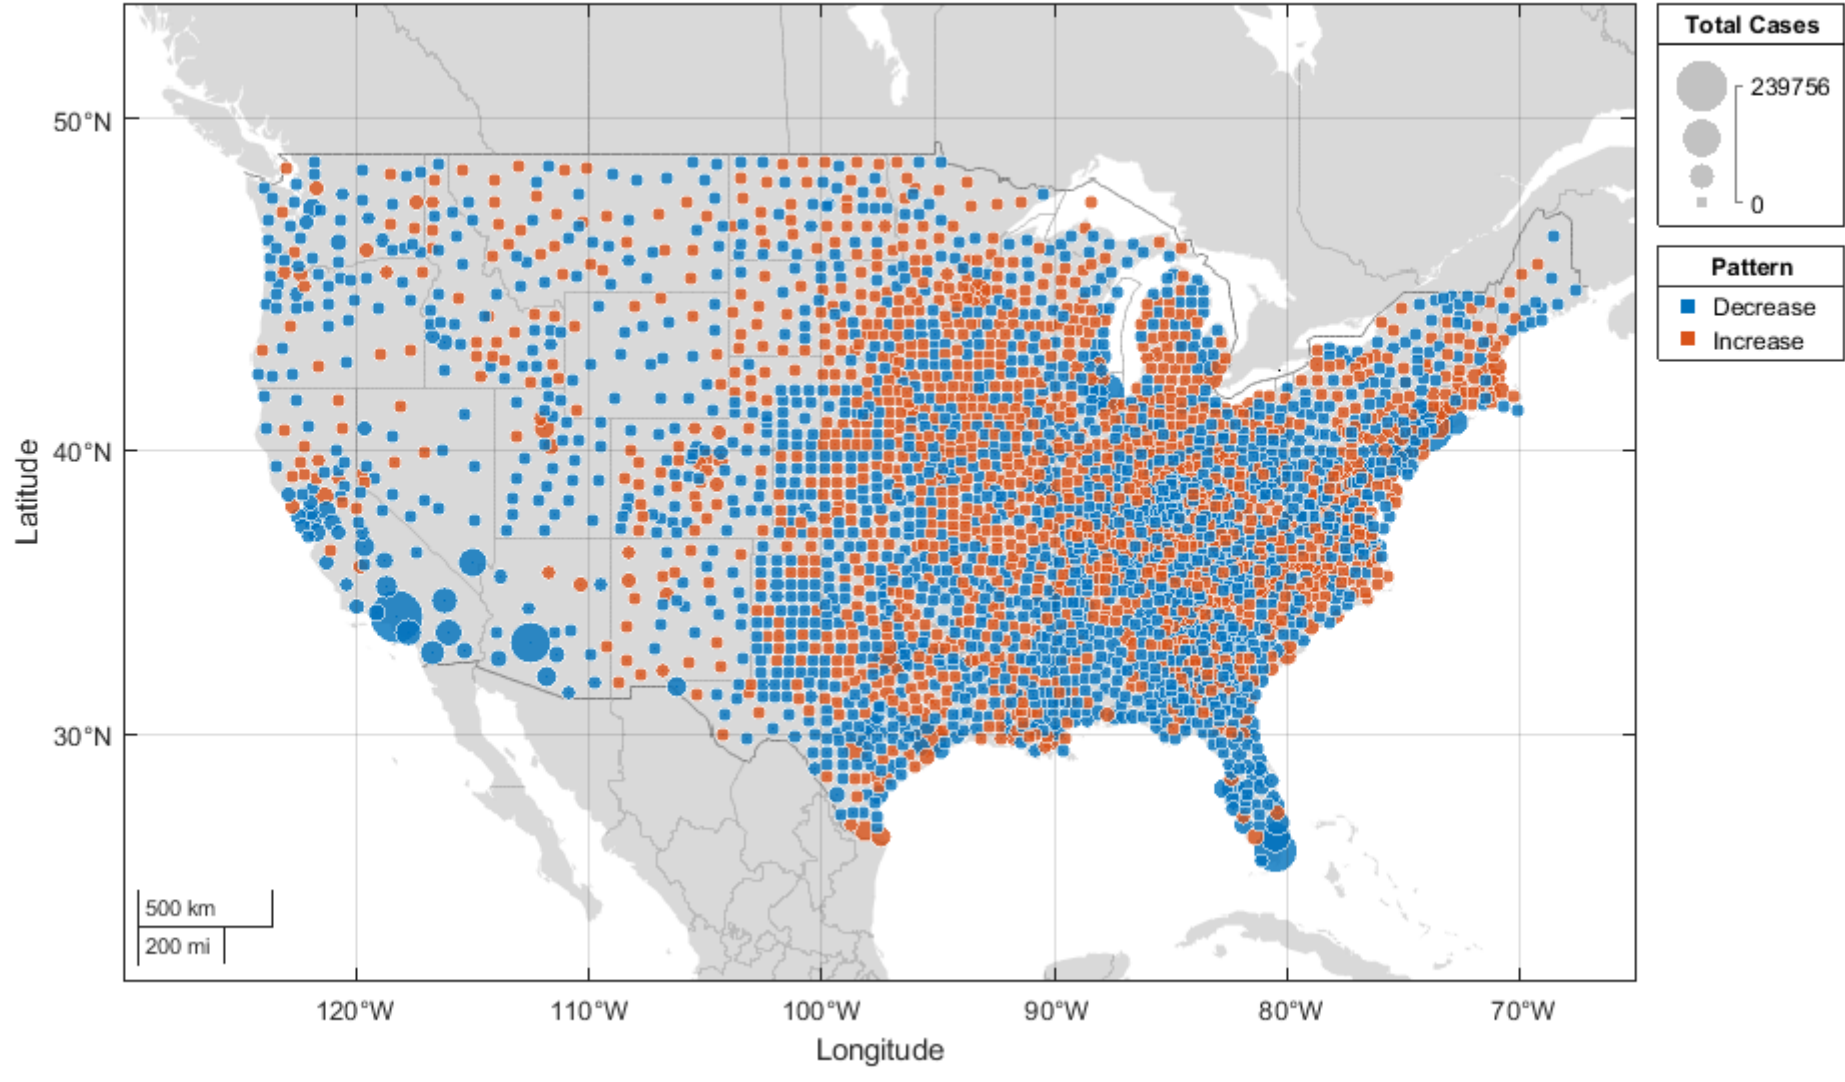 Total Cases
239756
0
Pattern
Decrease
Increase
50°N
40°N
30°N
Latitude
500 km
200 mi
120°W 110°W 100°W 90°W 80°W 70°W
Longitude